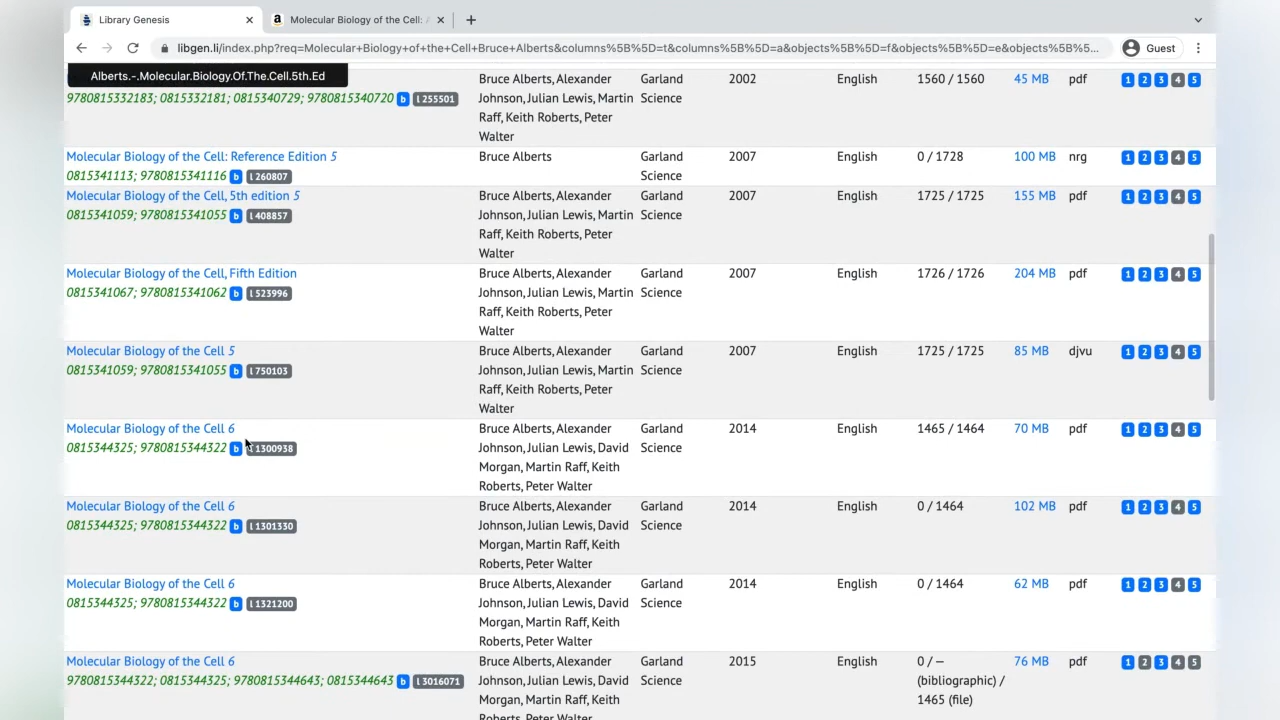 Library Genesis
Molecular Biology of the Cell:
libgen.li/index.php?req=Molecular+Biology+of+the+Cell+Bruce+Alberts&columns%5B%5D=t&columns%5B%5D=a&objects%5B%5D=f&objects%5B%5D=e&objects%5B%5...
Guest
Alberts.-.Molecular.Biology.Of.The.Cell.5th.Ed
Bruce Alberts, Alexander Garland 2002 English 1560 / 1560 45 MB pdf 1 2 3 4 5
9780815332183; 0815332181; 0815340729; 9780815340720 b l 255501 Johnson, Julian Lewis, Martin Science
Raff, Keith Roberts, Peter
Walter
Molecular Biology of the Cell: Reference Edition 5 Bruce Alberts Garland 2007 English 0 / 1728 100 MB nrg 1 2 3 4 5
0815341113; 9780815341116 b l 260807 Science
Molecular Biology of the Cell, 5th edition 5 Bruce Alberts, Alexander Garland 2007 English 1725 / 1725 155 MB pdf 1 2 3 4 5
0815341059; 9780815341055 b l 408857 Johnson, Julian Lewis, Martin Science
Raff, Keith Roberts, Peter
Walter
Molecular Biology of the Cell, Fifth Edition Bruce Alberts, Alexander Garland 2007 English 1726 / 1726 204 MB pdf 1 2 3 4 5
0815341067; 9780815341062 b l 523996 Johnson, Julian Lewis, Martin Science
Raff, Keith Roberts, Peter
Walter
Molecular Biology of the Cell 5 Bruce Alberts, Alexander Garland 2007 English 1725 / 1725 85 MB djvu 1 2 3 4 5
0815341059; 9780815341055 b l 750103 Johnson, Julian Lewis, Martin Science
Raff, Keith Roberts, Peter
Walter
Molecular Biology of the Cell 6 Bruce Alberts, Alexander Garland 2014 English 1465 / 1464 70 MB pdf 1 2 3 4 5
0815344325; 9780815344322 b l 1300938 Johnson, Julian Lewis, David Science
Morgan, Martin Raff, Keith
Roberts, Peter Walter
Molecular Biology of the Cell 6 Bruce Alberts, Alexander Garland 2014 English 0 / 1464 102 MB pdf 1 2 3 4 5
0815344325; 9780815344322 b l 1301330 Johnson, Julian Lewis, David Science
Morgan, Martin Raff, Keith
Roberts, Peter Walter
Molecular Biology of the Cell 6 Bruce Alberts, Alexander Garland 2014 English 0 / 1464 62 MB pdf 1 2 3 4 5
0815344325; 9780815344322 b l 1321200 Johnson, Julian Lewis, David Science
Morgan, Martin Raff, Keith
Roberts, Peter Walter
Molecular Biology of the Cell 6 Bruce Alberts, Alexander Garland 2015 English 0 / — 76 MB pdf 1 2 3 4 5
9780815344322; 0815344325; 9780815344643; 0815344643 b l 3016071 Johnson, Julian Lewis, David Science (bibliographic) /
Morgan, Martin Raff, Keith 1465 (file)
Roberts, Peter Walter